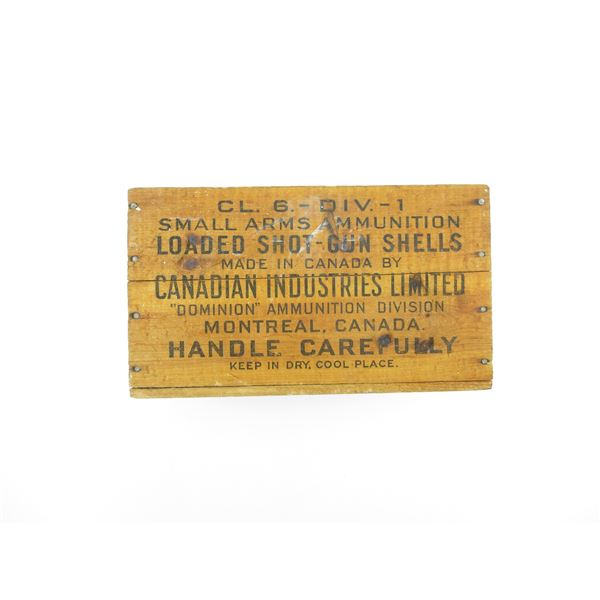 CL. 6.-DIV.-1
SMALL ARMS AMMUNITION
LOADED SHOT-GUN SHELLS
MADE IN CANADA BY
CANADIAN INDUSTRIES LIMITED
"DOMINION" AMMUNITION DIVISION
MONTREAL, CANADA.
HANDLE CAREFULLY
KEEP IN DRY, COOL PLACE.